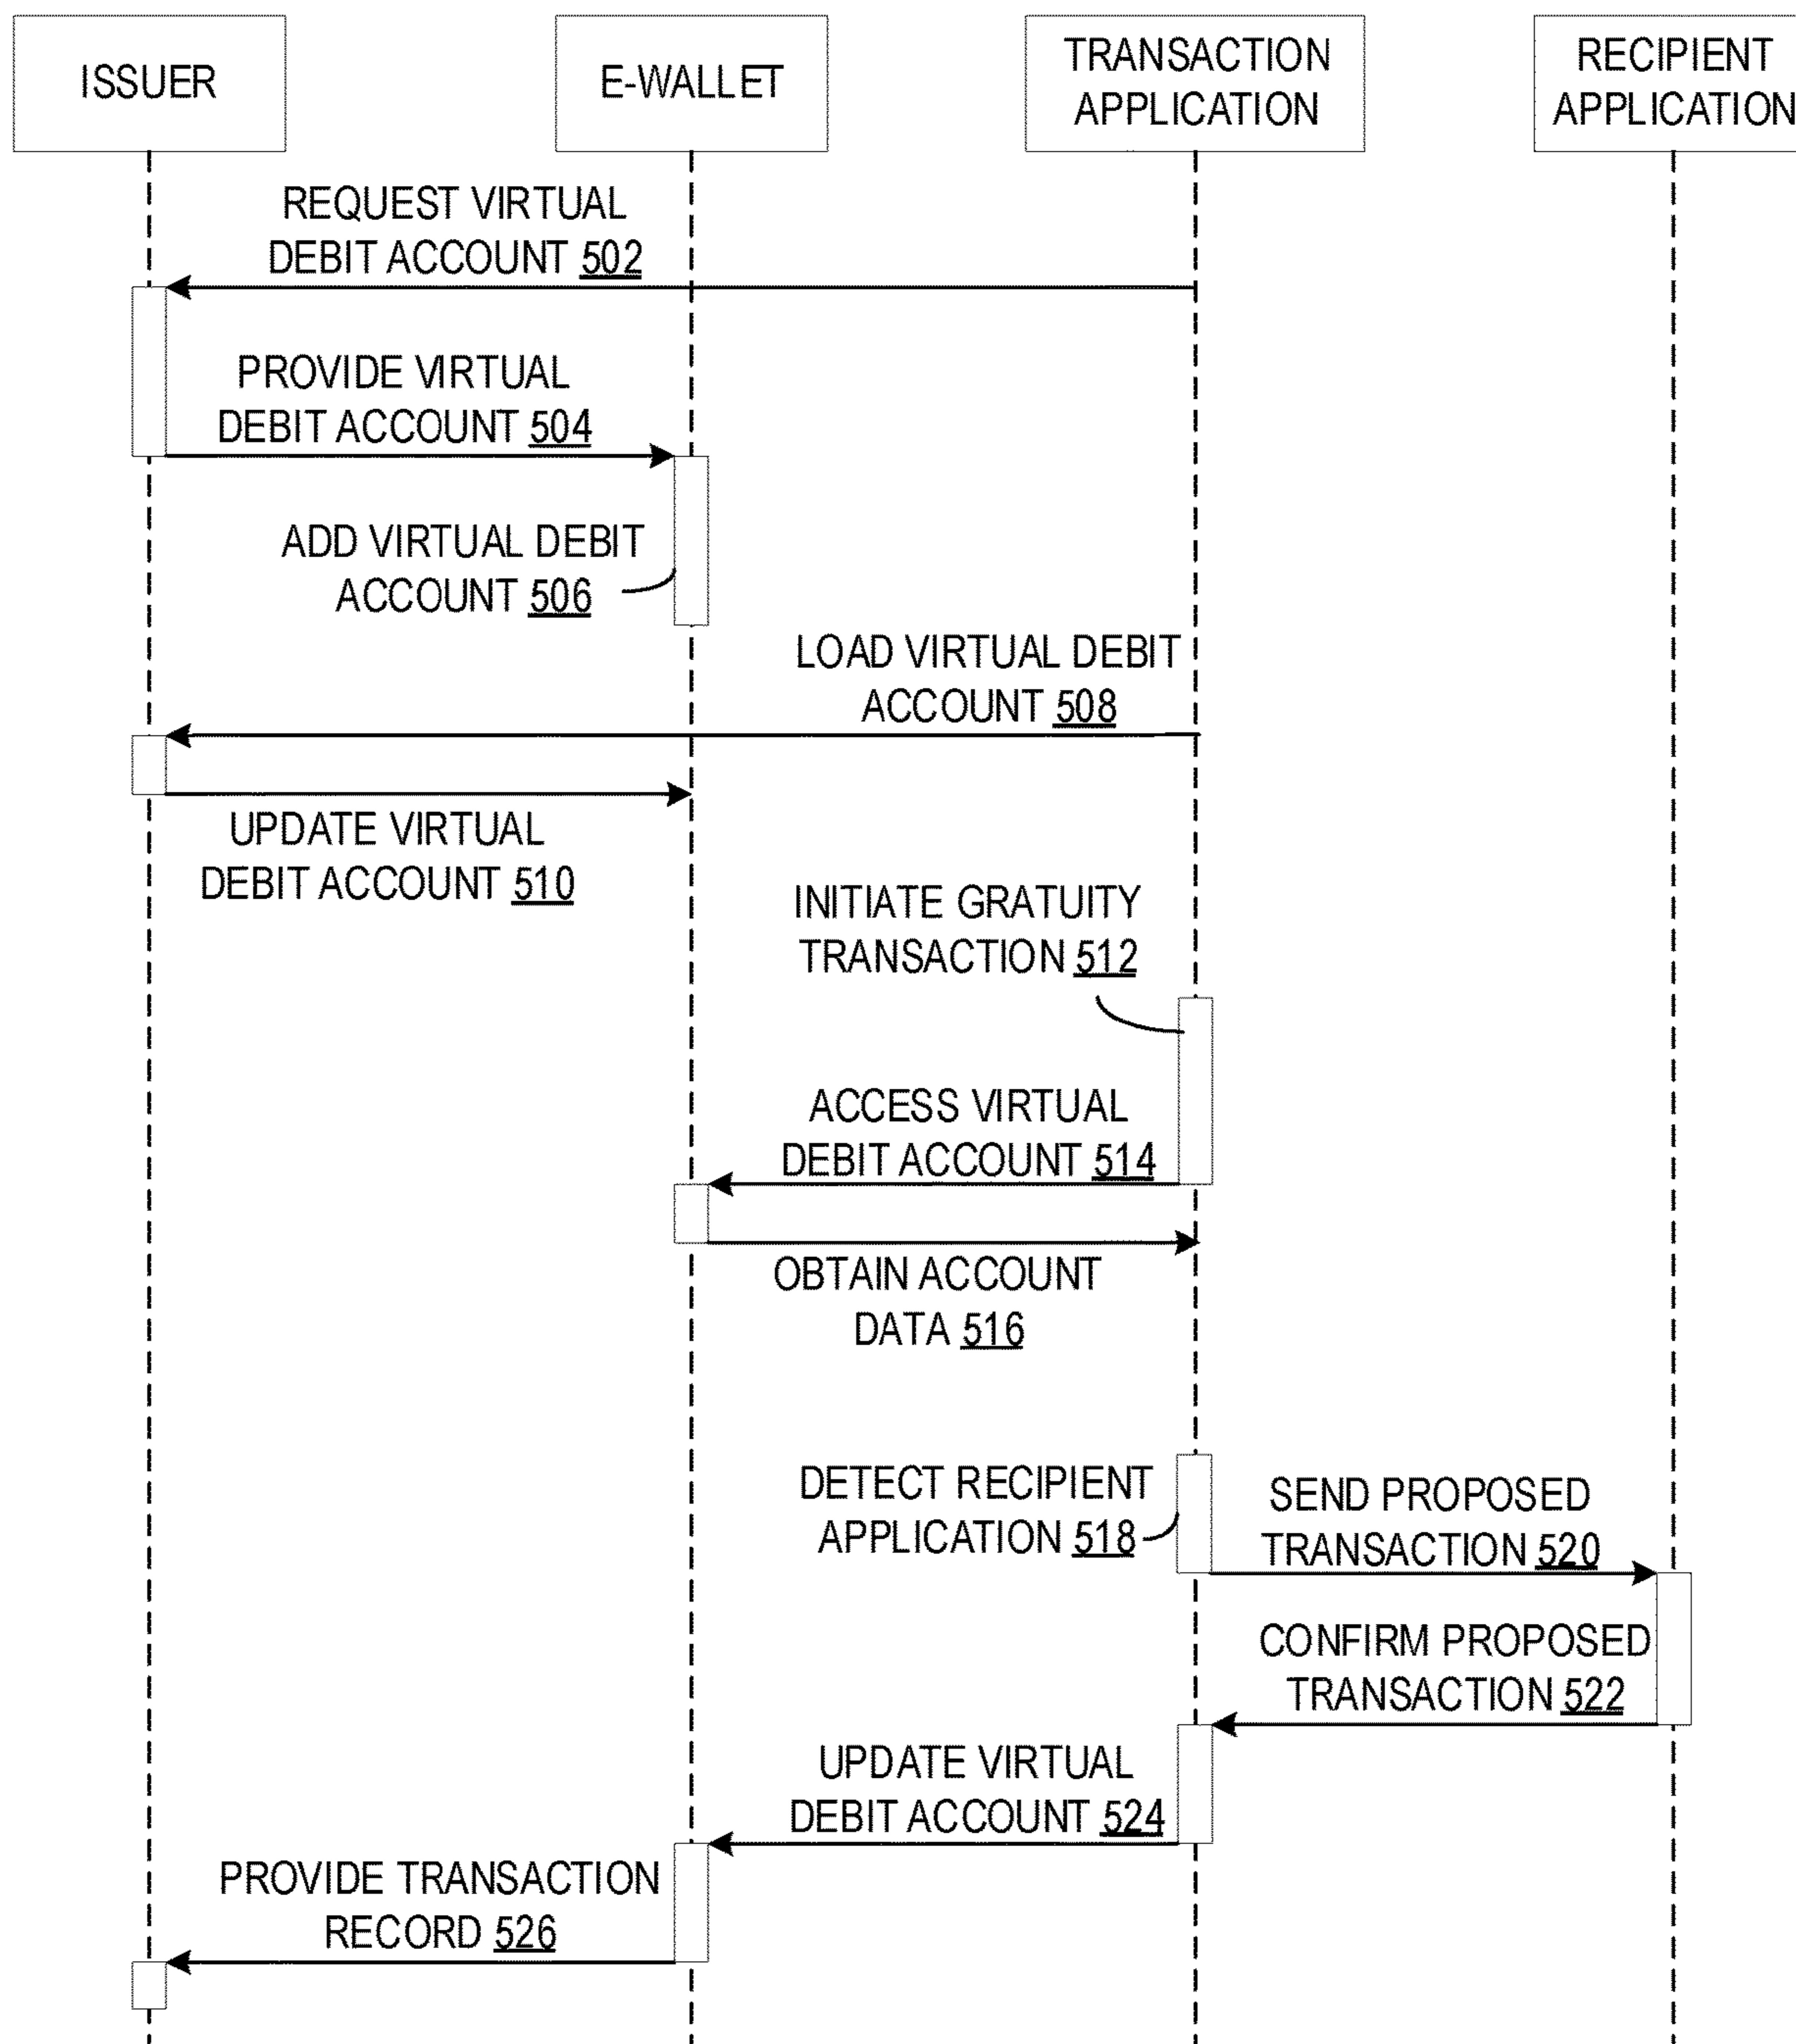 ISSUER
E-WALLET
TRANSACTION
APPLICATION
RECIPIENT
APPLICATION
REQUEST VIRTUAL
DEBIT ACCOUNT 502
PROVIDE VIRTUAL
DEBIT ACCOUNT 504
ADD VIRTUAL DEBIT
ACCOUNT 506
LOAD VIRTUAL DEBIT
ACCOUNT 508
UPDATE VIRTUAL
DEBIT ACCOUNT 510
INITIATE GRATUITY
TRANSACTION 512
ACCESS VIRTUAL
DEBIT ACCOUNT 514
OBTAIN ACCOUNT
DATA 516
DETECT RECIPIENT
APPLICATION 518
SEND PROPOSED
TRANSACTION 520
CONFIRM PROPOSED
TRANSACTION 522
UPDATE VIRTUAL
DEBIT ACCOUNT 524
PROVIDE TRANSACTION
RECORD 526